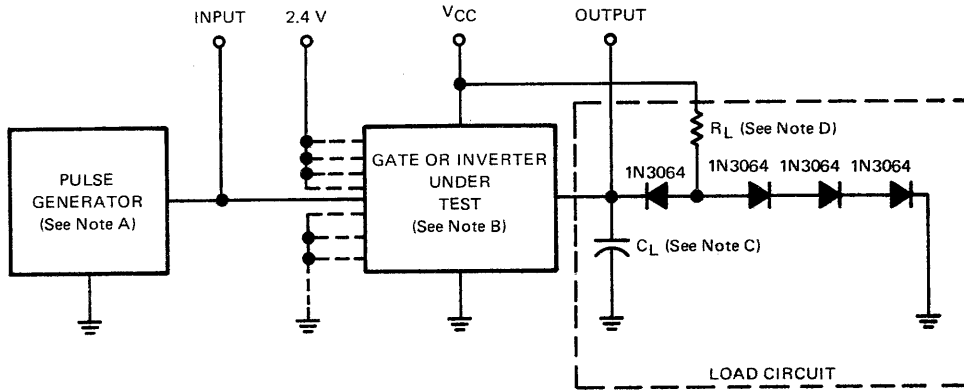 INPUT
2.4 V
VCC
OUTPUT
PULSE
GENERATOR
(See Note A)
GATE OR INVERTER
UNDER
TEST
(See Note B)
RL (See Note D)
1N3064
1N3064
1N3064
1N3064
CL (See Note C)
LOAD CIRCUIT